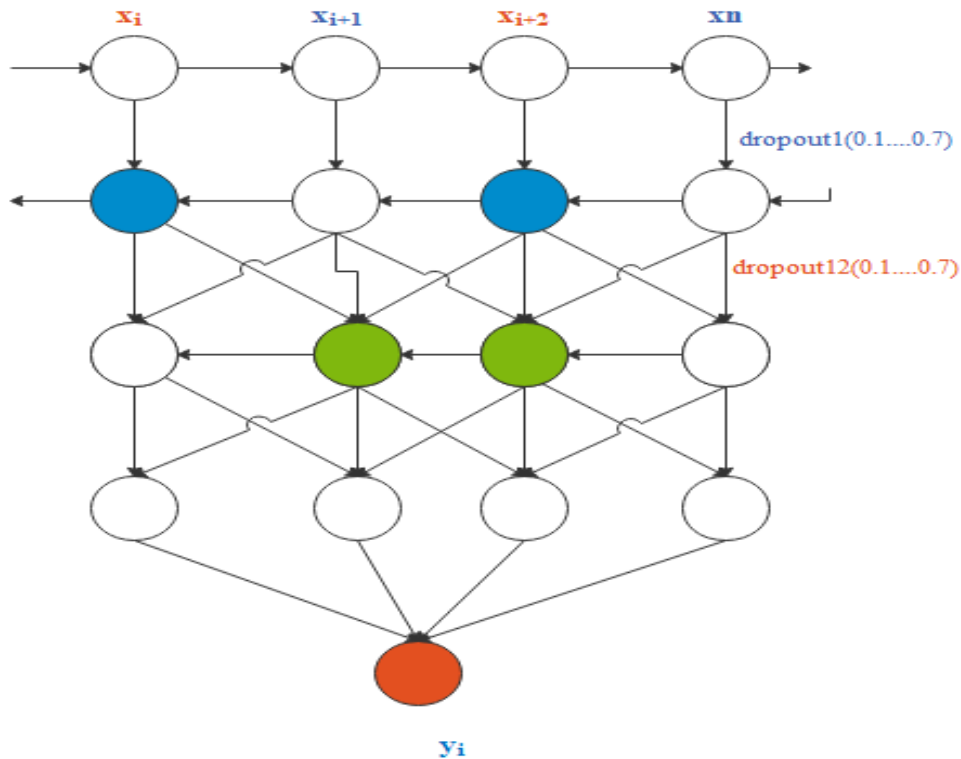 xᵢ xᵢ₊₁ xᵢ₊₂ xn
dropout1(0.1....0.7)
dropout12(0.1....0.7)
yᵢ